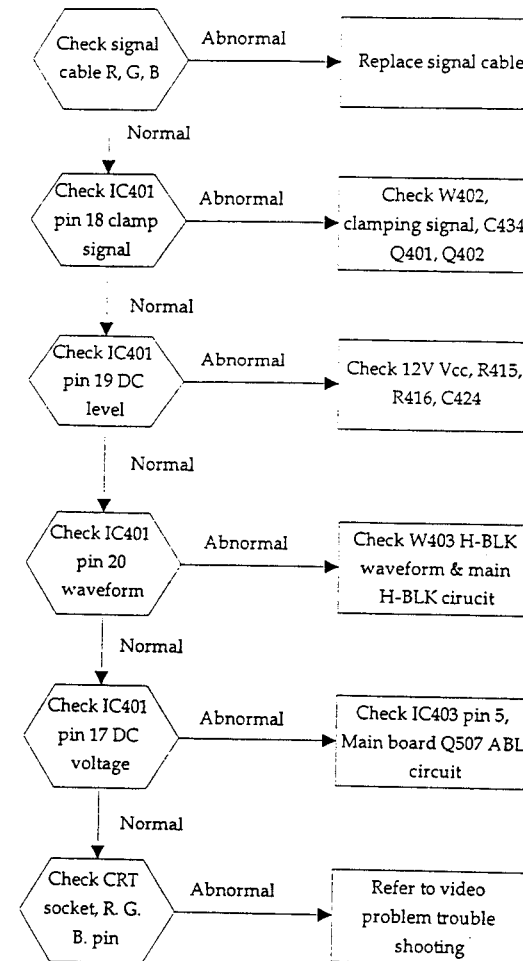 Check signal
cable R, G, B
Abnormal
Replace signal cable
Normal
Check IC401
pin 18 clamp
signal
Abnormal
Check W402,
clamping signal, C434
Q401, Q402
Normal
Check IC401
pin 19 DC
level
Abnormal
Check 12V Vcc, R415,
R416, C424
Normal
Check IC401
pin 20
waveform
Abnormal
Check W403 H-BLK
waveform & main
H-BLK cirucit
Normal
Check IC401
pin 17 DC
voltage
Abnormal
Check IC403 pin 5,
Main board Q507 ABL
circuit
Normal
Check CRT
socket, R. G.
B. pin
Abnormal
Refer to video
problem trouble
shooting